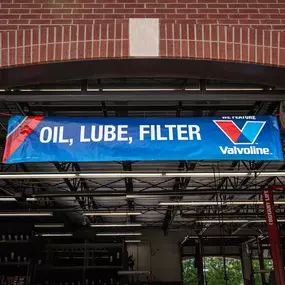 WE FEATURE
OIL, LUBE, FILTER
Valvoline